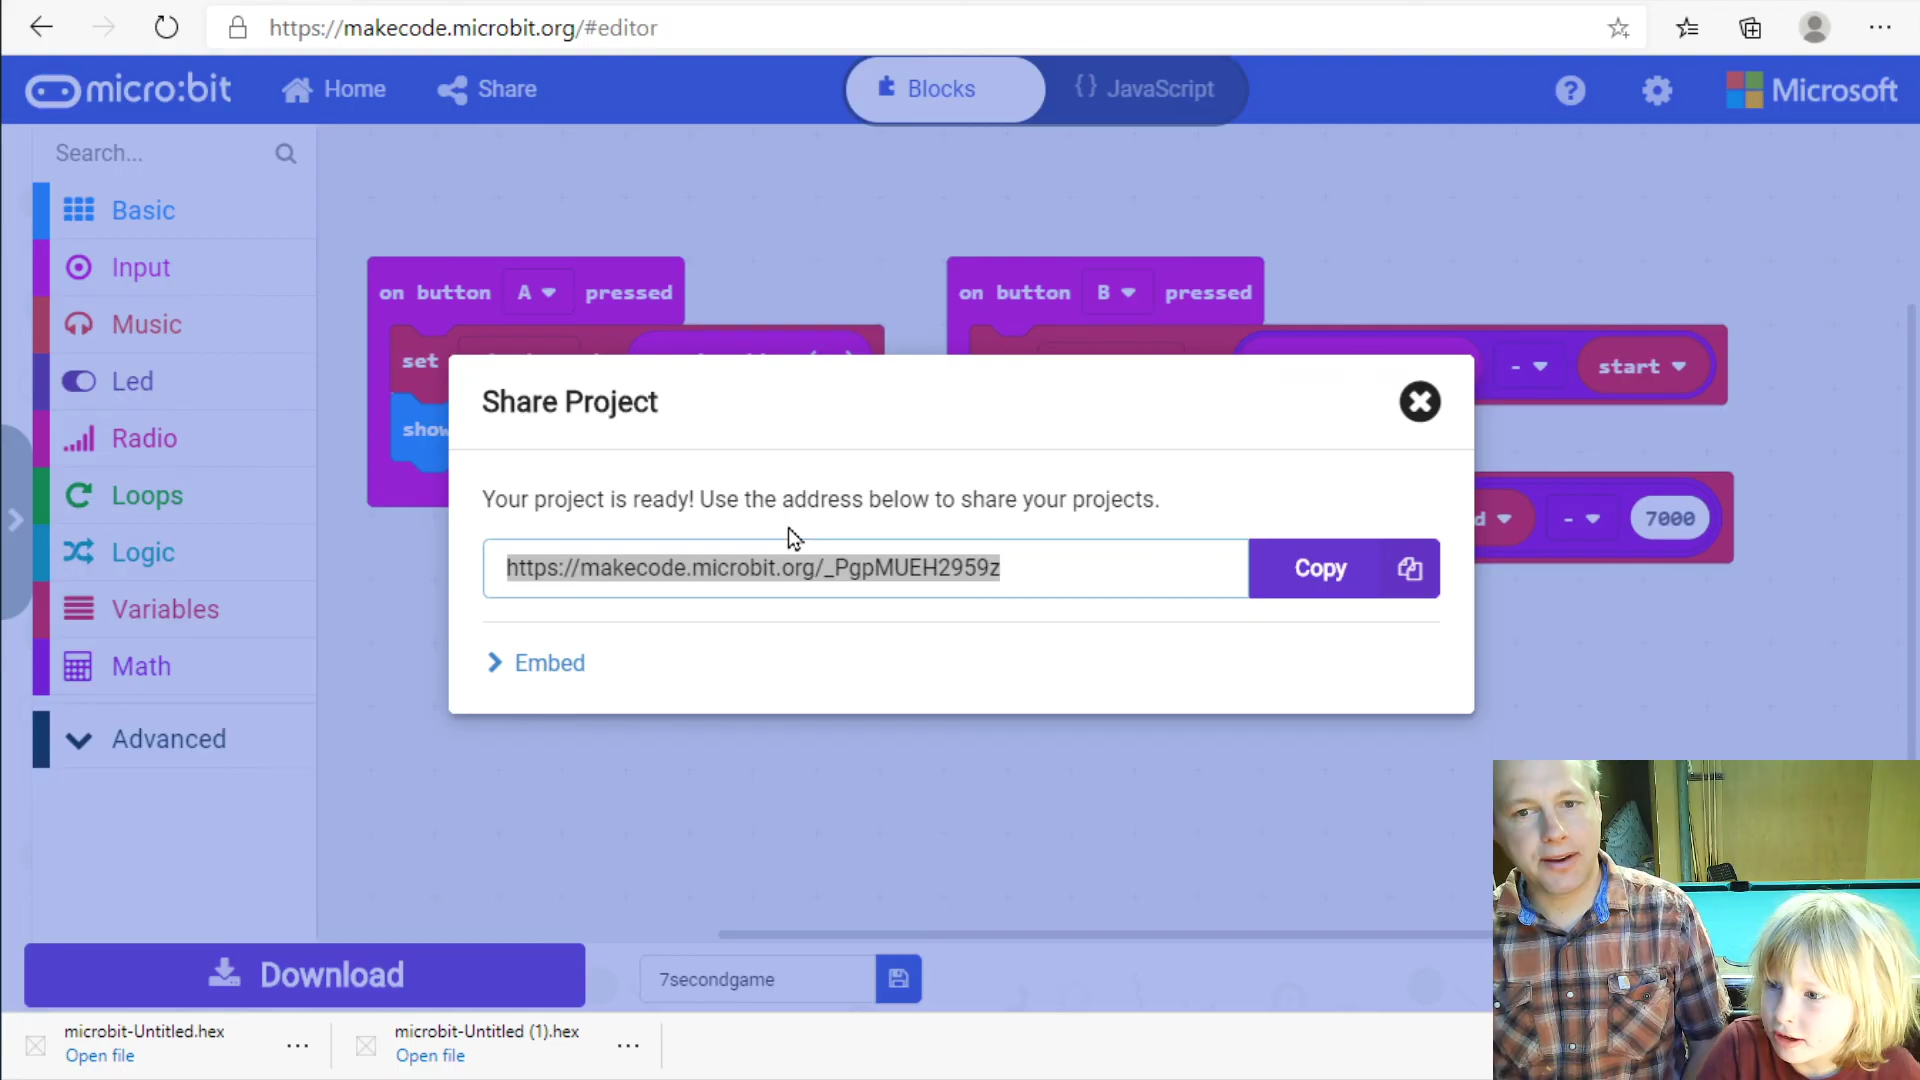 https://makecode.microbit.org/#editor
micro:bit Home Share Blocks {} JavaScript ? Microsoft
Search...
Basic
Input
Music
Led
Radio
Loops
Logic
Variables
Math
Advanced
on button A pressed
set
show
on button B pressed
- start
- 7000
Share Project
Your project is ready! Use the address below to share your projects.
https://makecode.microbit.org/_PgpMUEH2959z
Copy
Embed
Download
7secondgame
microbit-Untitled.hex
Open file
microbit-Untitled (1).hex
Open file